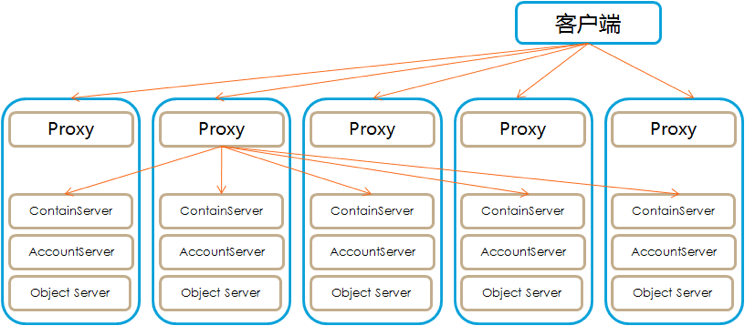 客户端
Proxy Proxy Proxy Proxy Proxy
ContainServer ContainServer ContainServer ContainServer ContainServer
AccountServer AccountServer AccountServer AccountServer AccountServer
Object Server Object Server Object Server Object Server Object Server